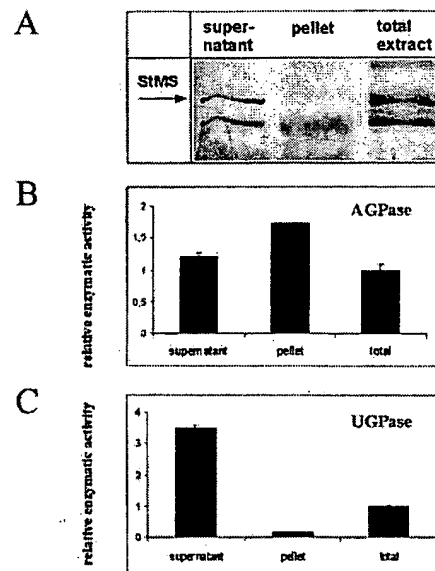 A
super-
natant
pellet
total
extract
StMS
B
AGPase
relative enzymatic activity
2
1,5
1
0,5
0
supernatant
pellet
total
C
UGPase
relative enzymatic activity
4
3
2
1
0
supernatant
pellet
total